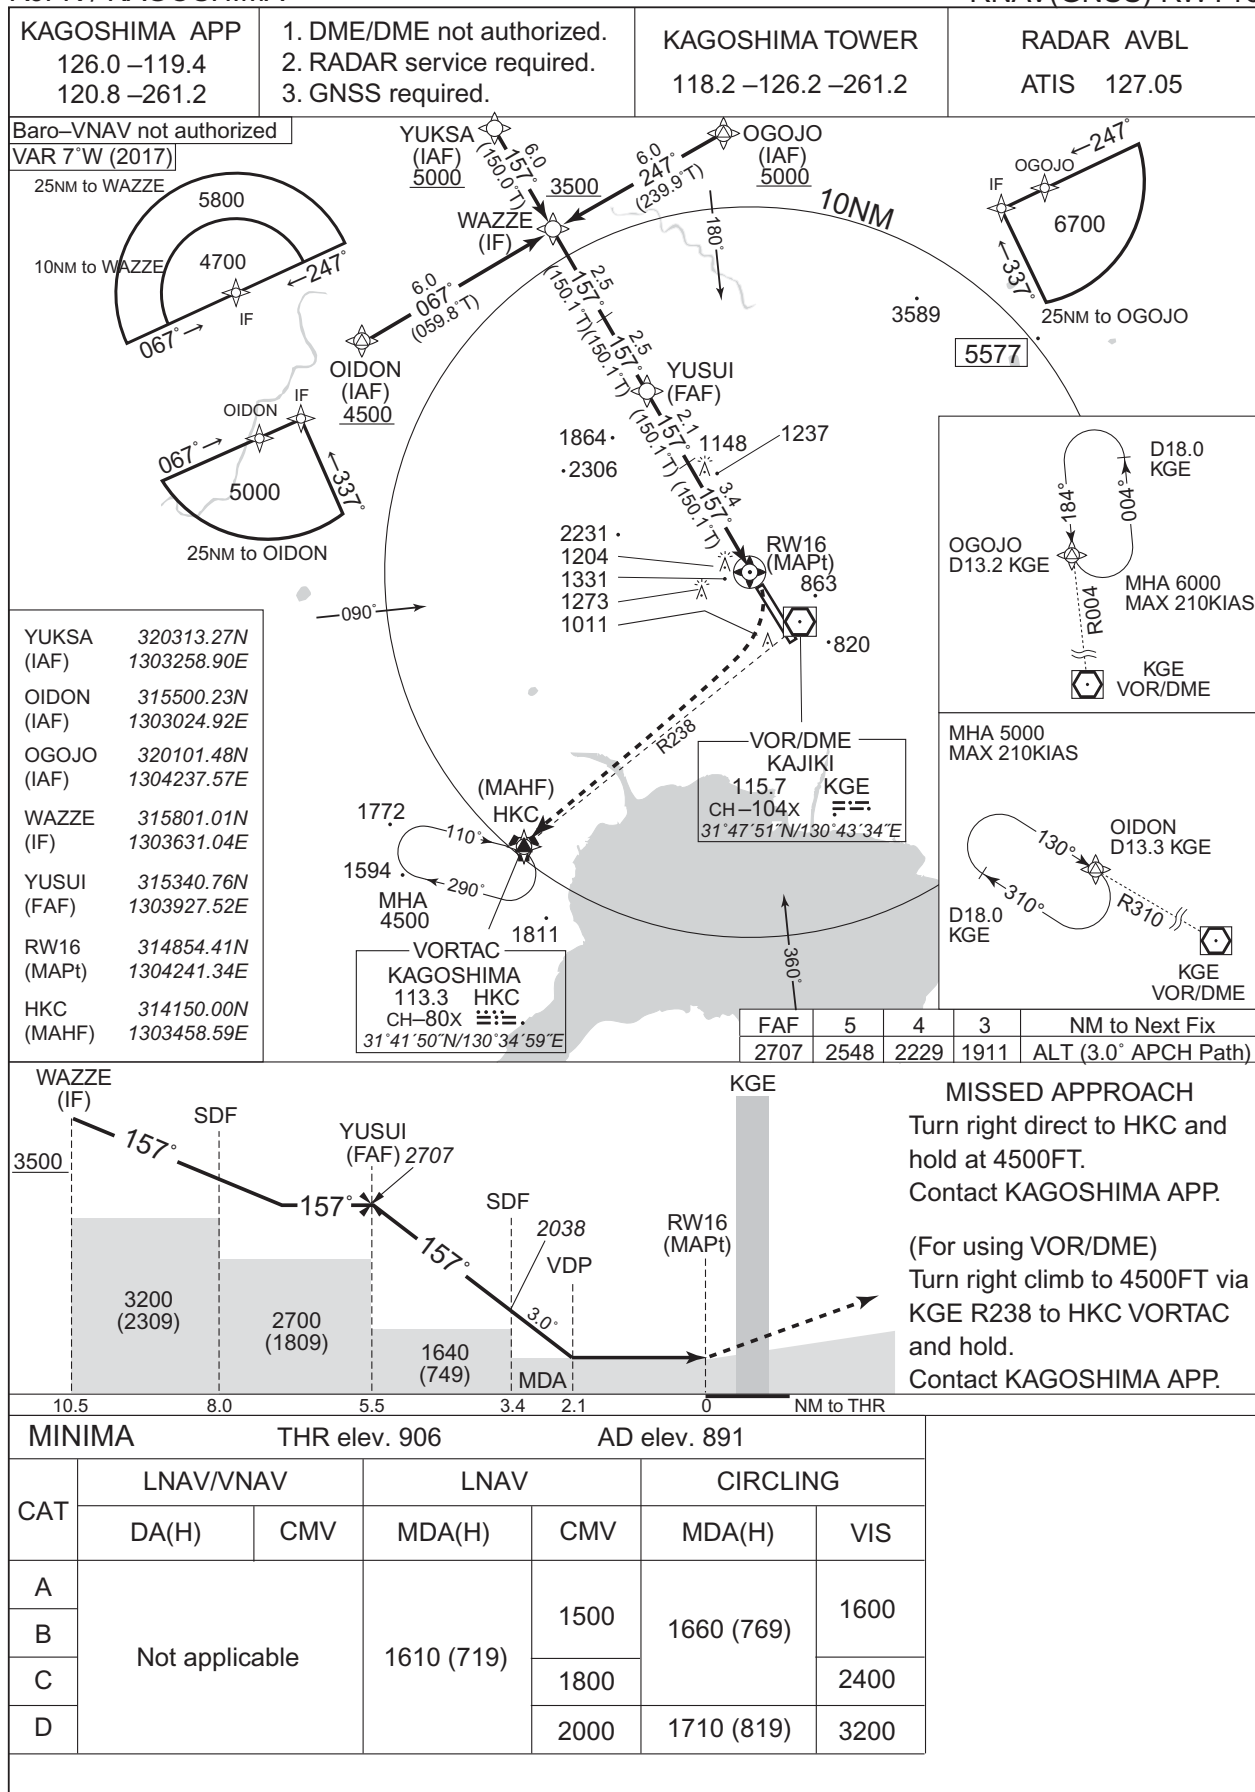 KAGOSHIMA APP
126.0 –119.4
120.8 –261.2
1. DME/DME not authorized.
2. RADAR service required.
3. GNSS required.
KAGOSHIMA TOWER
118.2 –126.2 –261.2
RADAR AVBL
ATIS 127.05
Baro–VNAV not authorized
VAR 7°W (2017)
25NM to WAZZE
5800
10NM to WAZZE
4700
←247°
067°→
IF
YUKSA
(IAF)
5000
6.0
157°
(150.0°T)
3500
OGOJO
(IAF)
5000
6.0
247°
(239.9°T)
WAZZE
(IF)
6.0
067°
(059.8°T)
OIDON
(IAF)
4500
180°
10NM
←247°
OGOJO
IF
6700
←337°
25NM to OGOJO
3589
5577
2.5
157°
(150.1°T)
2.5
157°
(150.1°T)
YUSUI
(FAF)
2.1
157°
(150.1°T)
3.4
157°
(150.1°T)
OIDON
IF
067°→
5000
←337°
25NM to OIDON
1864
2306
1148
1237
2231
1204
1331
1273
1011
RW16
(MAPt)
863
820
090°
R238
D18.0
KGE
184°
004°
OGOJO
D13.2 KGE
MHA 6000
MAX 210KIAS
R004
KGE
VOR/DME
YUKSA 320313.27N
(IAF) 1303258.90E
OIDON 315500.23N
(IAF) 1303024.92E
OGOJO 320101.48N
(IAF) 1304237.57E
WAZZE 315801.01N
(IF) 1303631.04E
YUSUI 315340.76N
(FAF) 1303927.52E
RW16 314854.41N
(MAPt) 1304241.34E
HKC 314150.00N
(MAHF) 1303458.59E
VOR/DME
KAJIKI
115.7 KGE
CH–104X
31°47′51″N/130°43′34″E
MHA 5000
MAX 210KIAS
130°
OIDON
D13.3 KGE
310°
D18.0
KGE
R310
KGE
VOR/DME
(MAHF)
HKC
1772
110°
1594
290°
MHA
4500
1811
360°
VORTAC
KAGOSHIMA
113.3 HKC
CH–80X
31°41′50″N/130°34′59″E
FAF 5 4 3 NM to Next Fix
2707 2548 2229 1911 ALT (3.0° APCH Path)
WAZZE
(IF)
3500
157°
SDF
YUSUI
(FAF) 2707
157°
157°
SDF
2038
VDP
3.0°
RW16
(MAPt)
KGE
3200
(2309)
2700
(1809)
1640
(749)
MDA
10.5 8.0 5.5 3.4 2.1 0 NM to THR
MISSED APPROACH
Turn right direct to HKC and
hold at 4500FT.
Contact KAGOSHIMA APP.
(For using VOR/DME)
Turn right climb to 4500FT via
KGE R238 to HKC VORTAC
and hold.
Contact KAGOSHIMA APP.
MINIMA THR elev. 906 AD elev. 891
CAT LNAV/VNAV LNAV CIRCLING
DA(H) CMV MDA(H) CMV MDA(H) VIS
A
B
C
D
Not applicable
1610 (719)
1500
1800
2000
1660 (769)
1710 (819)
1600
2400
3200